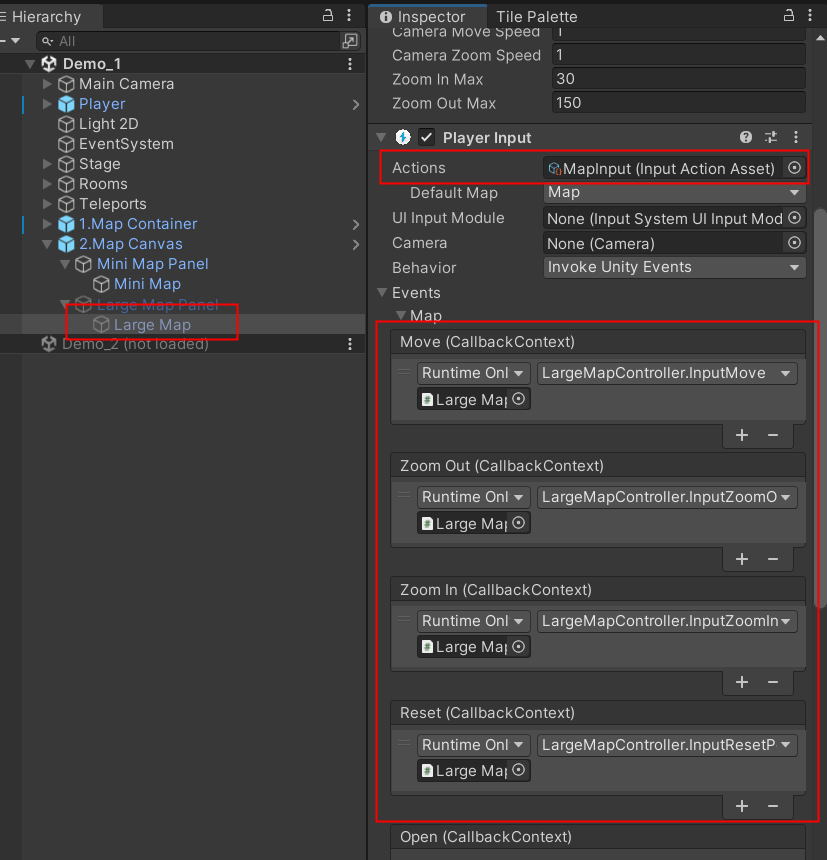 Hierarchy
All
Demo_1
Main Camera
Player
Light 2D
EventSystem
Stage
Rooms
Teleports
1.Map Container
2.Map Canvas
Mini Map Panel
Mini Map
Large Map Panel
Large Map
Demo_2 (not loaded)
Inspector
Tile Palette
Camera Move Speed 1
Camera Zoom Speed 1
Zoom In Max 30
Zoom Out Max 150
Player Input
Actions MapInput (Input Action Asset)
Default Map Map
UI Input Module None (Input System UI Input Mod
Camera None (Camera)
Behavior Invoke Unity Events
Events
Map
Move (CallbackContext)
Runtime Onl LargeMapController.InputMove
Large Map
Zoom Out (CallbackContext)
Runtime Onl LargeMapController.InputZoomO
Large Map
Zoom In (CallbackContext)
Runtime Onl LargeMapController.InputZoomIn
Large Map
Reset (CallbackContext)
Runtime Onl LargeMapController.InputResetP
Large Map
Open (CallbackContext)